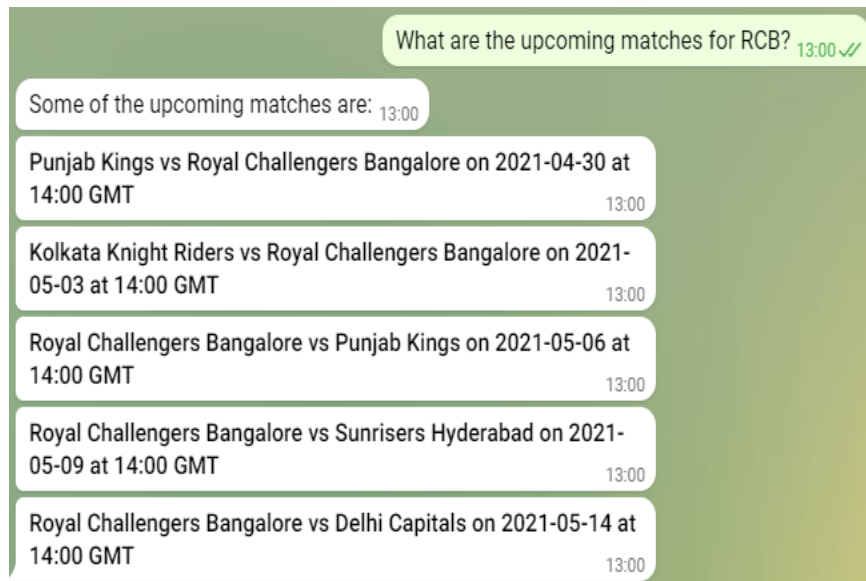 What are the upcoming matches for RCB? 13:00
Some of the upcoming matches are: 13:00
Punjab Kings vs Royal Challengers Bangalore on 2021-04-30 at
14:00 GMT
13:00
Kolkata Knight Riders vs Royal Challengers Bangalore on 2021-
05-03 at 14:00 GMT
13:00
Royal Challengers Bangalore vs Punjab Kings on 2021-05-06 at
14:00 GMT
13:00
Royal Challengers Bangalore vs Sunrisers Hyderabad on 2021-
05-09 at 14:00 GMT
13:00
Royal Challengers Bangalore vs Delhi Capitals on 2021-05-14 at
14:00 GMT
13:00